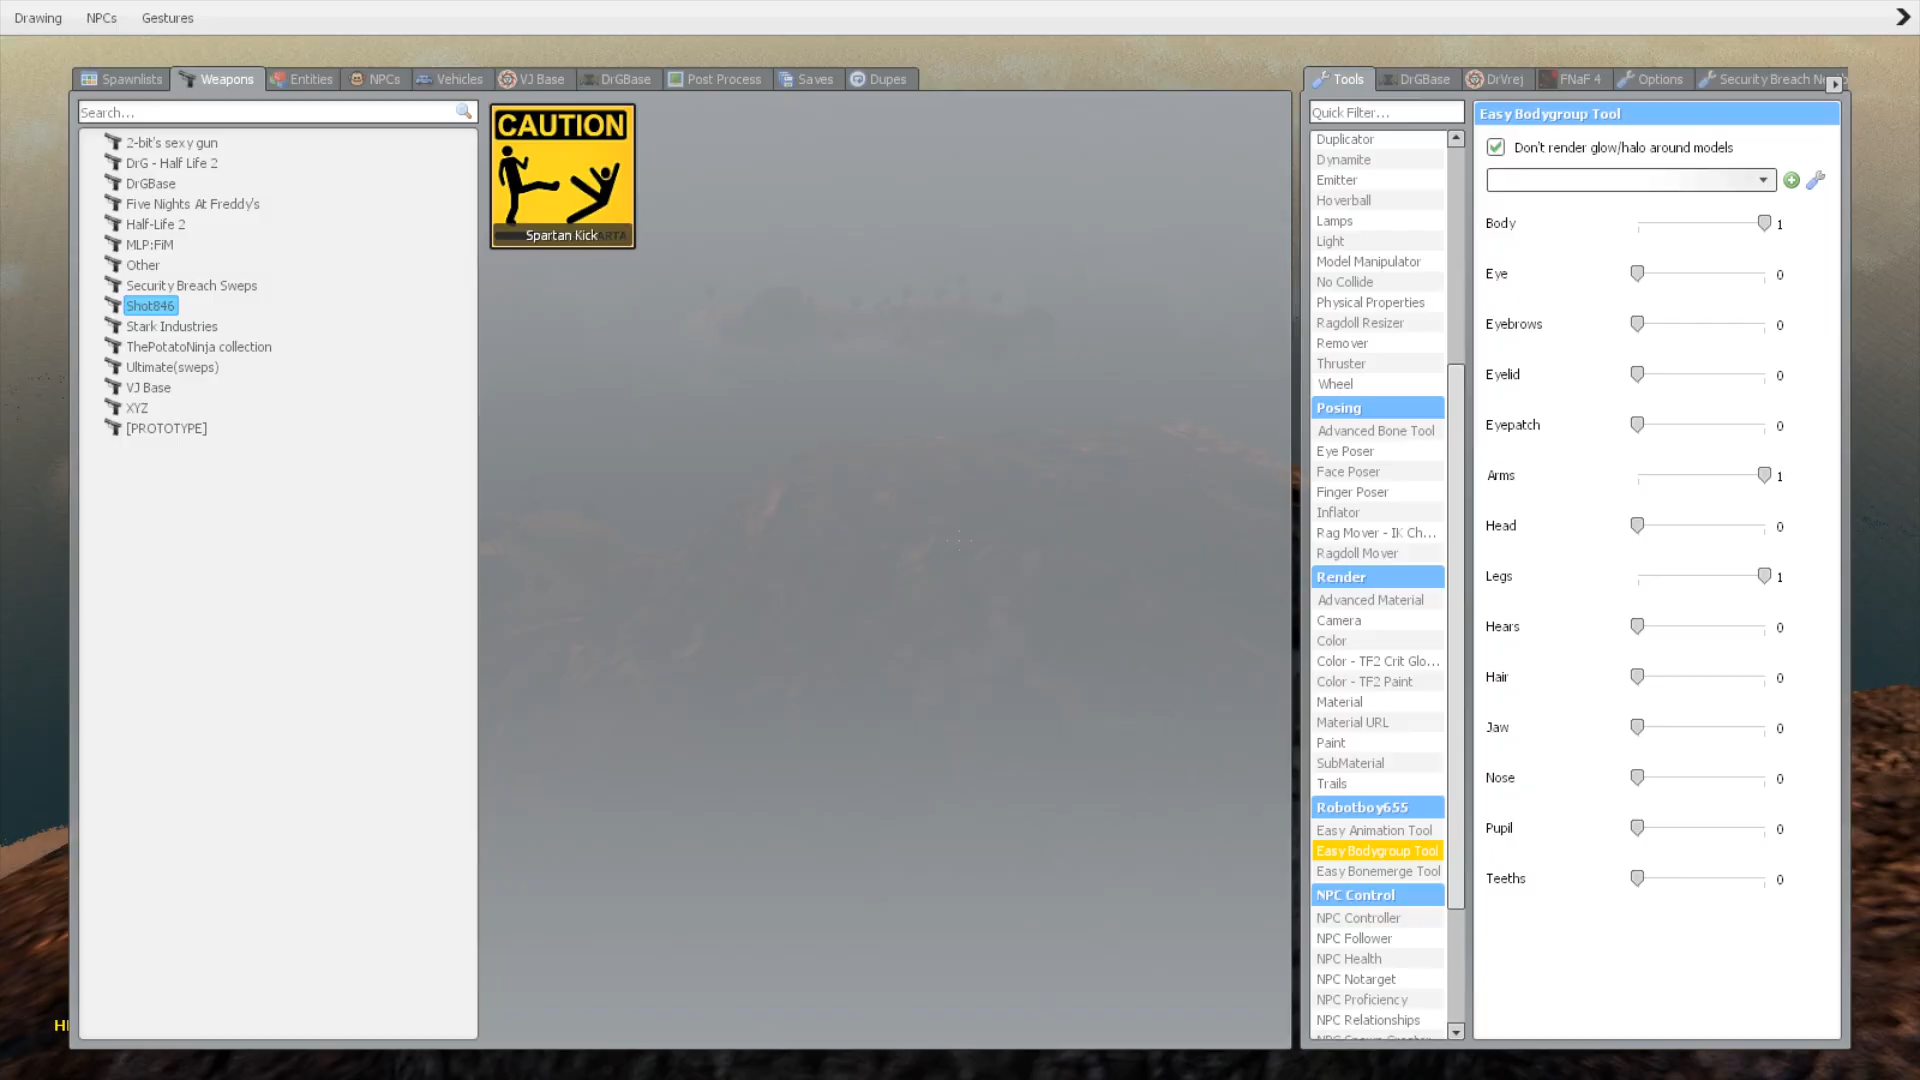 Drawing NPCs Gestures
Spawnlists Weapons Entities NPCs Vehicles VJ Base DrGBase Post Process Saves Dupes
Search...
2-bit's sexy gun
DrG - Half Life 2
DrGBase
Five Nights At Freddy's
Half-Life 2
MLP:FiM
Other
Security Breach Sweps
Shot846
Stark Industries
ThePotatoNinja collection
Ultimate(sweps)
VJ Base
XYZ
[PROTOTYPE]
CAUTION
Spartan Kick
Tools DrGBase DrVrej FNaF 4 Options Security Breach
Quick Filter...
Duplicator
Dynamite
Emitter
Hoverball
Lamps
Light
Model Manipulator
No Collide
Physical Properties
Ragdoll Resizer
Remover
Thruster
Wheel
Posing
Advanced Bone Tool
Eye Poser
Face Poser
Finger Poser
Inflator
Rag Mover - IK Ch...
Ragdoll Mover
Render
Advanced Material
Camera
Color
Color - TF2 Crit Glo...
Color - TF2 Paint
Material
Material URL
Paint
SubMaterial
Trails
Robotboy655
Easy Animation Tool
Easy Bodygroup Tool
Easy Bonemerge Tool
NPC Control
NPC Controller
NPC Follower
NPC Health
NPC Notarget
NPC Proficiency
NPC Relationships
Easy Bodygroup Tool
Don't render glow/halo around models
Body 1
Eye 0
Eyebrows 0
Eyelid 0
Eyepatch 0
Arms 1
Head 0
Legs 1
Hears 0
Hair 0
Jaw 0
Nose 0
Pupil 0
Teeths 0